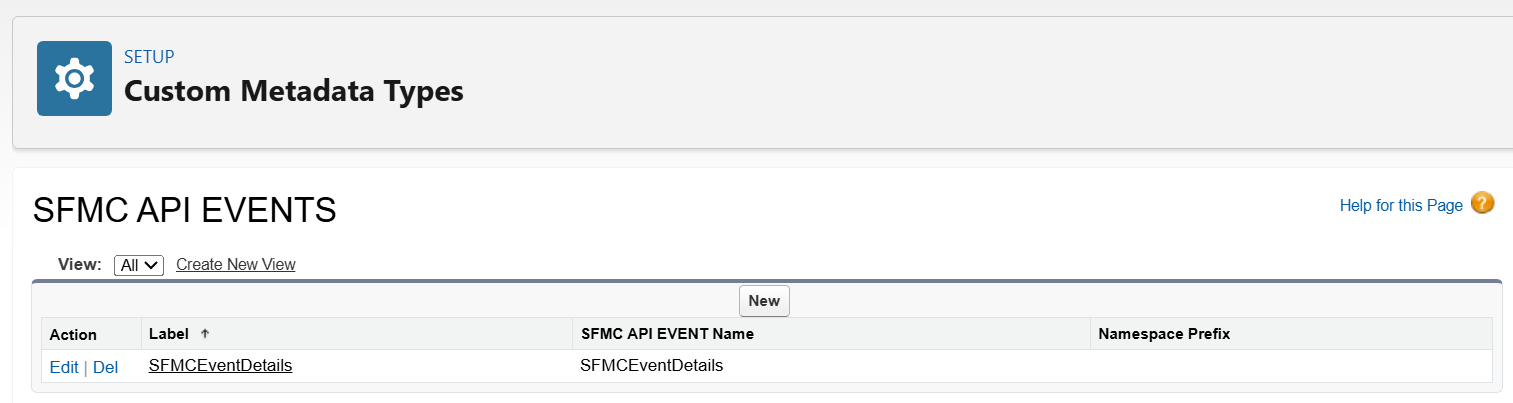 SETUP
Custom Metadata Types
SFMC API EVENTS
Help for this Page ?
View: All Create New View
New
Action Label ↑ SFMC API EVENT Name Namespace Prefix
Edit | Del SFMCEventDetails SFMCEventDetails